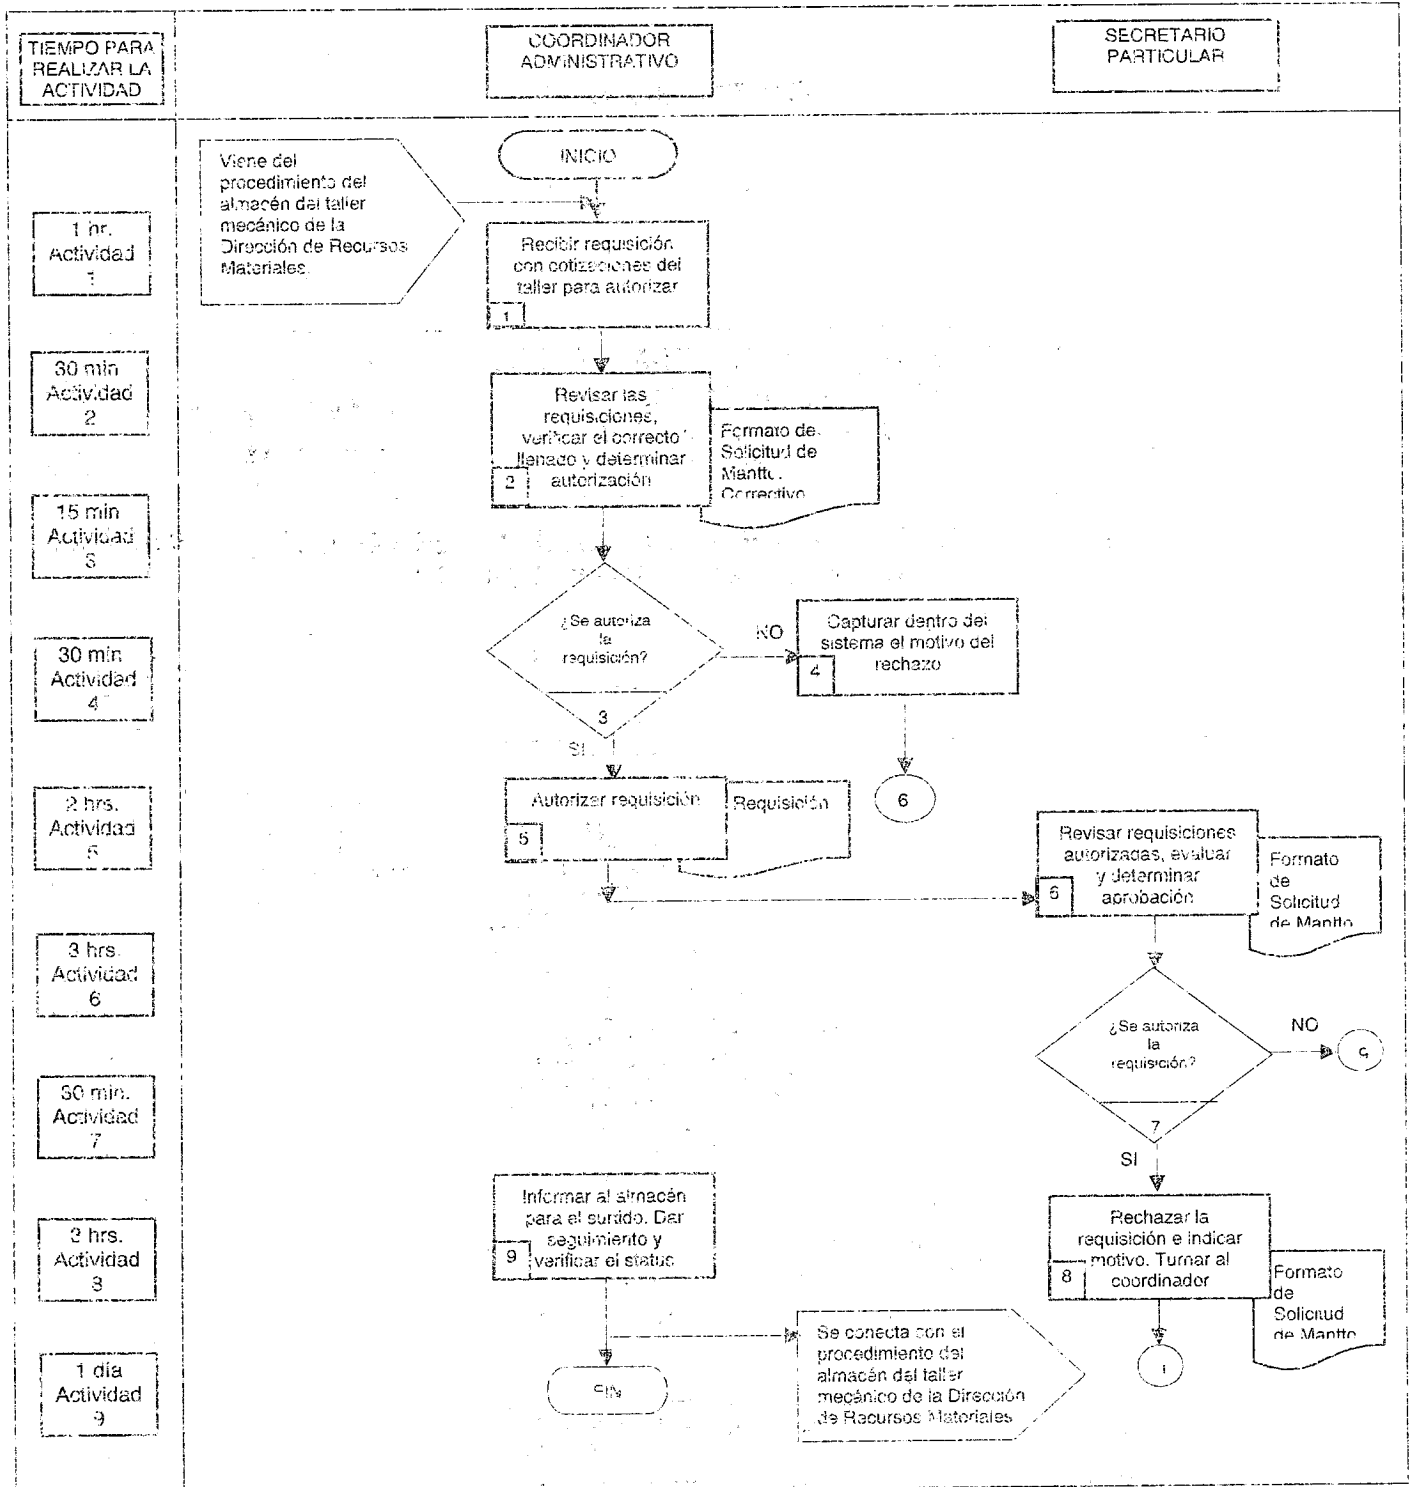 TIEMPO PARA
REALIZAR LA
ACTIVIDAD
COORDINADOR
ADMINISTRATIVO
SECRETARIO
PARTICULAR
INICIO
Viene del
procedimiento del
almacén del taller
mecánico de la
Dirección de Recursos
Materiales.
1 hr.
Actividad
1
Recibir requisición
con cotizaciones del
taller para autorizar
1
30 min
Actividad
2
Revisar las
requisiciones,
verificar el correcto
llenado y determinar
autorización
2
Formato de
Solicitud de
Mantto.
Correctivo
15 min
Actividad
3
¿Se autoriza
la
requisición?
3
NO
SI
Capturar dentro del
sistema el motivo del
rechazo
4
30 min
Actividad
4
6
2 hrs.
Actividad
5
Autorizar requisición
5
Requisición
Revisar requisiciones
autorizadas, evaluar
y determinar
aprobación
6
Formato
de
Solicitud
de Mantto
3 hrs.
Actividad
6
¿Se autoriza
la
requisición?
7
NO
9
SI
30 min.
Actividad
7
Informar al almacén
para el surtido. Dar
seguimiento y
verificar el status
9
Rechazar la
requisición e indicar
motivo. Turnar al
coordinador
8
Formato
de
Solicitud
de Mantto
3 hrs.
Actividad
8
Se conecta con el
procedimiento del
almacén del taller
mecánico de la Dirección
de Recursos Materiales
1
FIN
1 día
Actividad
9